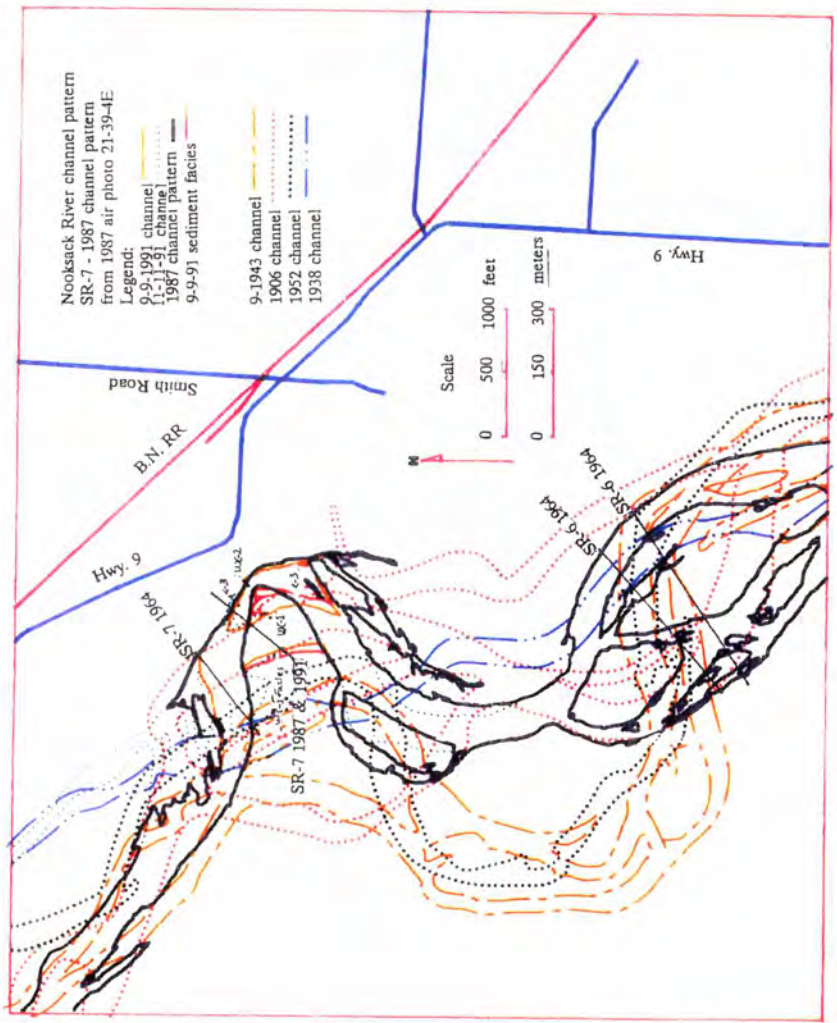 Nooksack River channel pattern
SR-7 - 1987 channel pattern
from 1987 air photo 21-39-4E
Legend:
9-9-1991 channel
11-11-91 channel
1987 channel pattern
9-9-91 sediment facies
9-1943 channel
1906 channel
1952 channel
1938 channel
Smith Road
B.N. RR
Hwy. 9
Hwy. 9
Scale
0 500 1000 feet
0 150 300 meters
N
SR-7 1964
SR-7 1987 & 1991
SR-6 1964
SR-6 1964